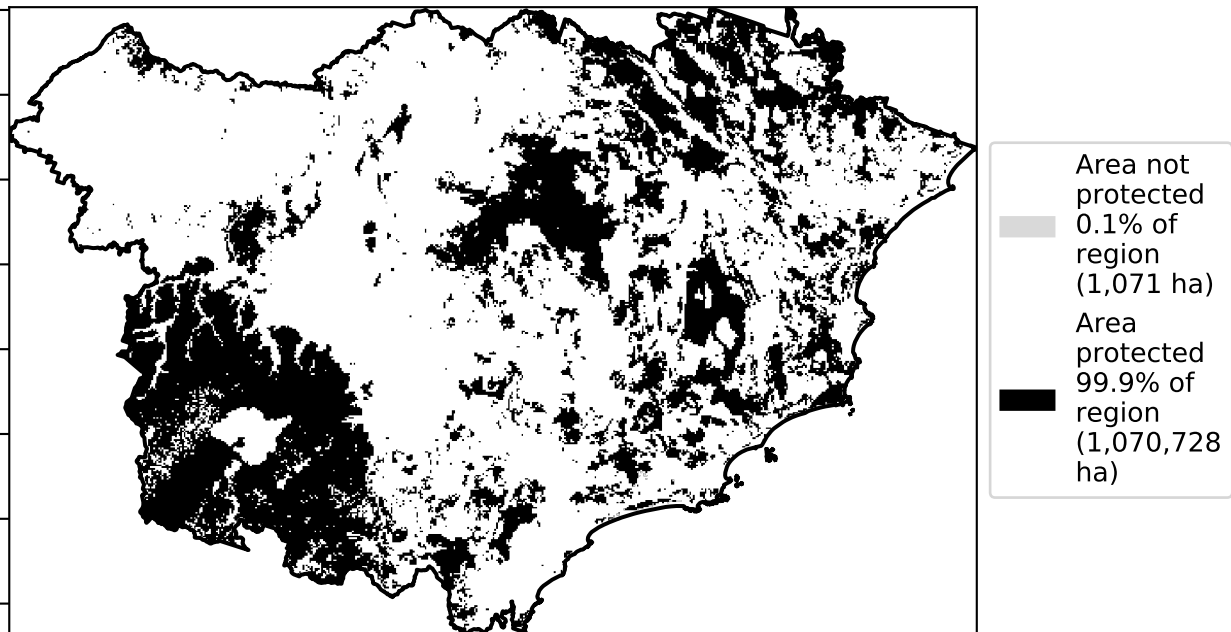 Area not
protected
0.1% of
region
(1,071 ha)
Area
protected
99.9% of
region
(1,070,728
ha)